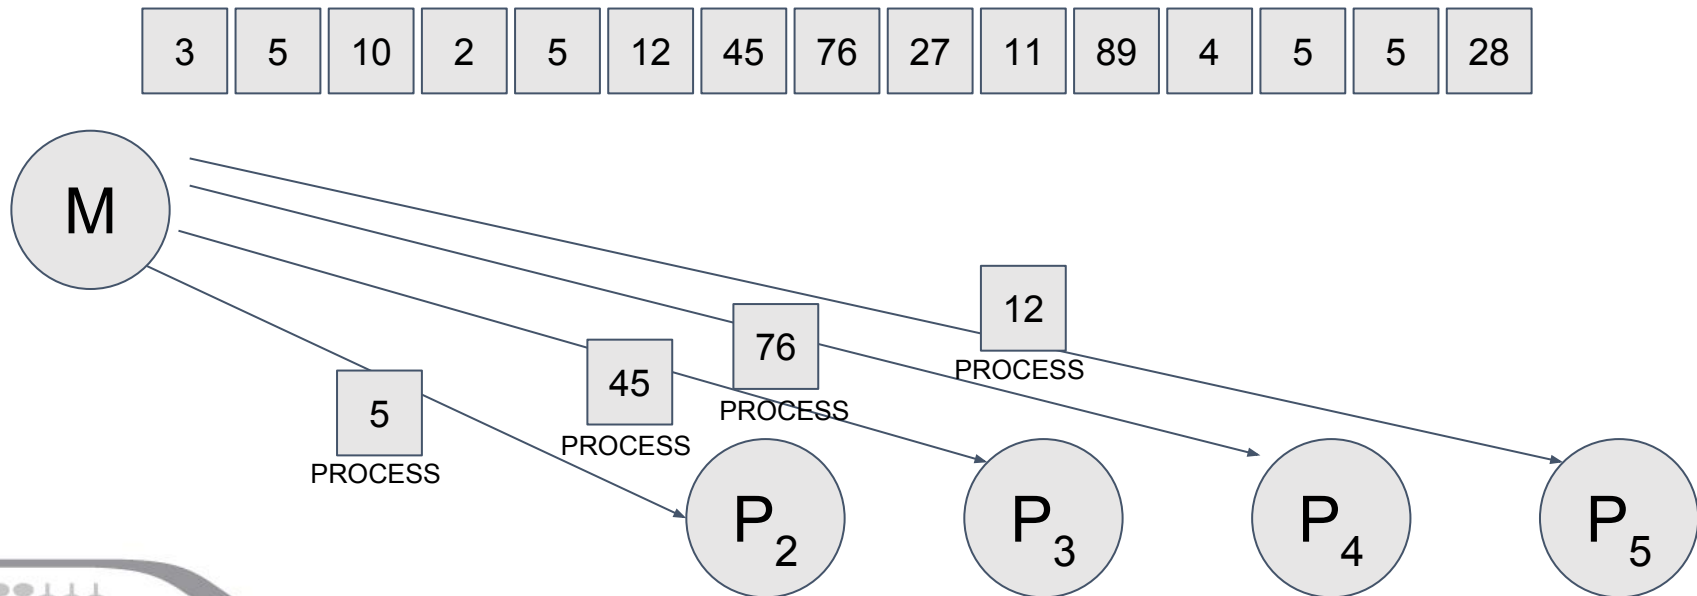 3 5 10 2 5 12 45 76 27 11 89 4 5 5 28
M
12
PROCESS
76
PROCESS
45
PROCESS
5
PROCESS
P2 P3 P4 P5